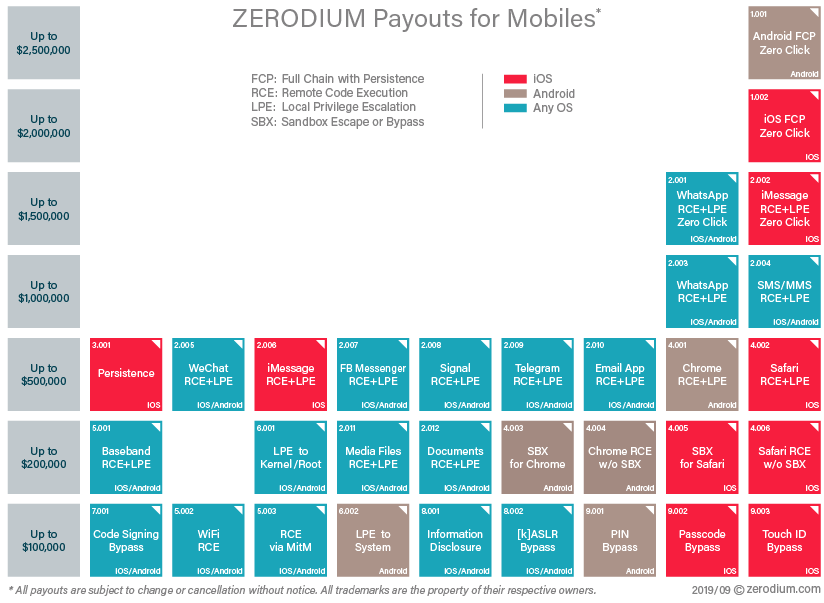 ZERODIUM Payouts for Mobiles*
FCP: Full Chain with Persistence
RCE: Remote Code Execution
LPE: Local Privilege Escalation
SBX: Sandbox Escape or Bypass
iOS
Android
Any OS
Up to
$2,500,000
1.001
Android FCP
Zero Click
Android
Up to
$2,000,000
1.002
iOS FCP
Zero Click
iOS
Up to
$1,500,000
2.001
WhatsApp
RCE+LPE
Zero Click
iOS/Android
2.002
iMessage
RCE+LPE
Zero Click
iOS
Up to
$1,000,000
2.003
WhatsApp
RCE+LPE
iOS/Android
2.004
SMS/MMS
RCE+LPE
iOS/Android
Up to
$500,000
3.001
Persistence
iOS
2.005
WeChat
RCE+LPE
iOS/Android
2.006
iMessage
RCE+LPE
iOS
2.007
FB Messenger
RCE+LPE
iOS/Android
2.008
Signal
RCE+LPE
iOS/Android
2.009
Telegram
RCE+LPE
iOS/Android
2.010
Email App
RCE+LPE
iOS/Android
4.001
Chrome
RCE+LPE
Android
4.002
Safari
RCE+LPE
iOS
Up to
$200,000
5.001
Baseband
RCE+LPE
iOS/Android
6.001
LPE to
Kernel/Root
iOS/Android
2.011
Media Files
RCE+LPE
iOS/Android
2.012
Documents
RCE+LPE
iOS/Android
4.003
SBX
for Chrome
Android
4.004
Chrome RCE
w/o SBX
Android
4.005
SBX
for Safari
iOS
4.006
Safari RCE
w/o SBX
iOS
Up to
$100,000
7.001
Code Signing
Bypass
iOS/Android
5.002
WiFi
RCE
iOS/Android
5.003
RCE
via MitM
iOS/Android
6.002
LPE to
System
Android
8.001
Information
Disclosure
iOS/Android
8.002
[k]ASLR
Bypass
iOS/Android
9.001
PIN
Bypass
Android
9.002
Passcode
Bypass
iOS
9.003
Touch ID
Bypass
iOS
* All payouts are subject to change or cancellation without notice. All trademarks are the property of their respective owners.
2019/09 © zerodium.com